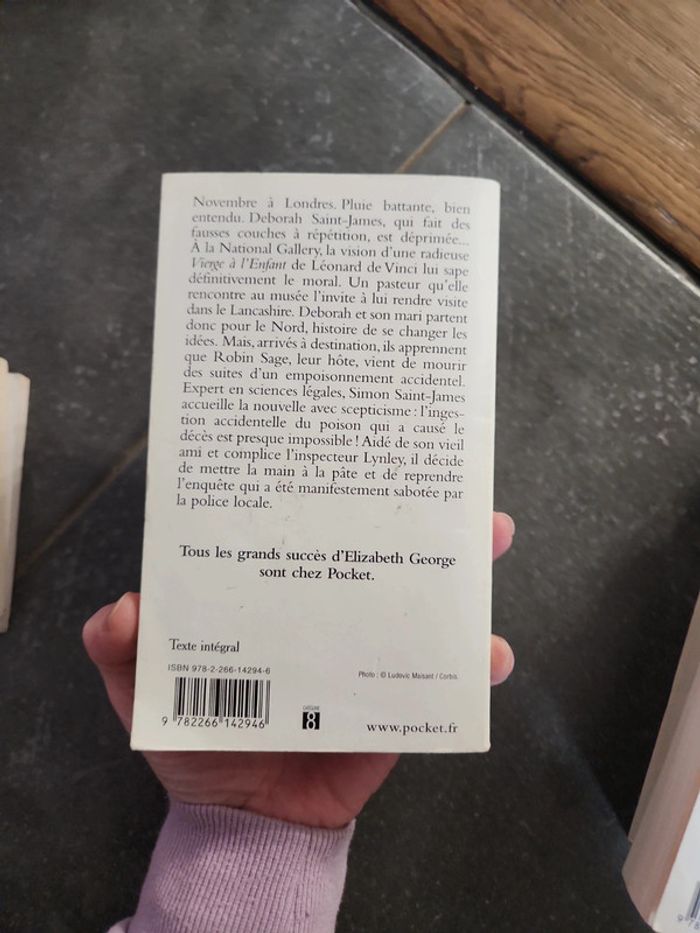 Novembre à Londres. Pluie battante, bien
entendu. Deborah Saint-James, qui fait des
fausses couches à répétition, est déprimée...
À la National Gallery, la vision d'une radieuse
Vierge à l'Enfant de Léonard de Vinci lui sape
définitivement le moral. Un pasteur qu'elle
rencontre au musée l'invite à lui rendre visite
dans le Lancashire. Deborah et son mari partent
donc pour le Nord, histoire de se changer les
idées. Mais, arrivés à destination, ils apprennent
que Robin Sage, leur hôte, vient de mourir
des suites d'un empoisonnement accidentel.
Expert en sciences légales, Simon Saint-James
accueille la nouvelle avec scepticisme : l'inges-
tion accidentelle du poison qui a causé le
décès est presque impossible ! Aidé de son vieil
ami et complice l'inspecteur Lynley, il décide
de mettre la main à la pâte et de reprendre
l'enquête qui a été manifestement sabotée par
la police locale.
Tous les grands succès d'Elizabeth George
sont chez Pocket.
Texte intégral
ISBN 978-2-266-14294-6
Photo : © Ludovic Maisant / Corbis
9 782266 142946
CATÉGORIE
8
www.pocket.fr